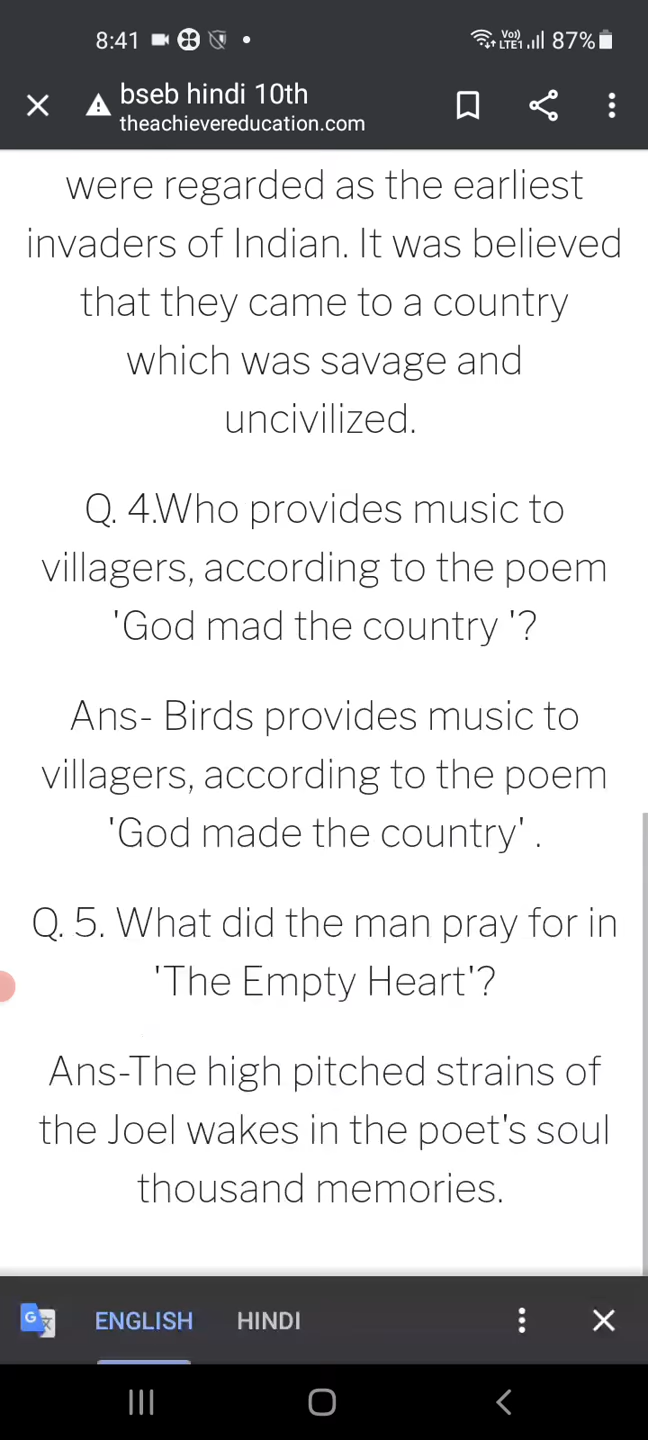 8:41
Vo)) LTE1 87%
bseb hindi 10th
theachievereducation.com
were regarded as the earliest
invaders of Indian. It was believed
that they came to a country
which was savage and
uncivilized.
Q. 4.Who provides music to
villagers, according to the poem
'God mad the country '?
Ans- Birds provides music to
villagers, according to the poem
'God made the country' .
Q. 5. What did the man pray for in
'The Empty Heart'?
Ans-The high pitched strains of
the Joel wakes in the poet's soul
thousand memories.
ENGLISH HINDI